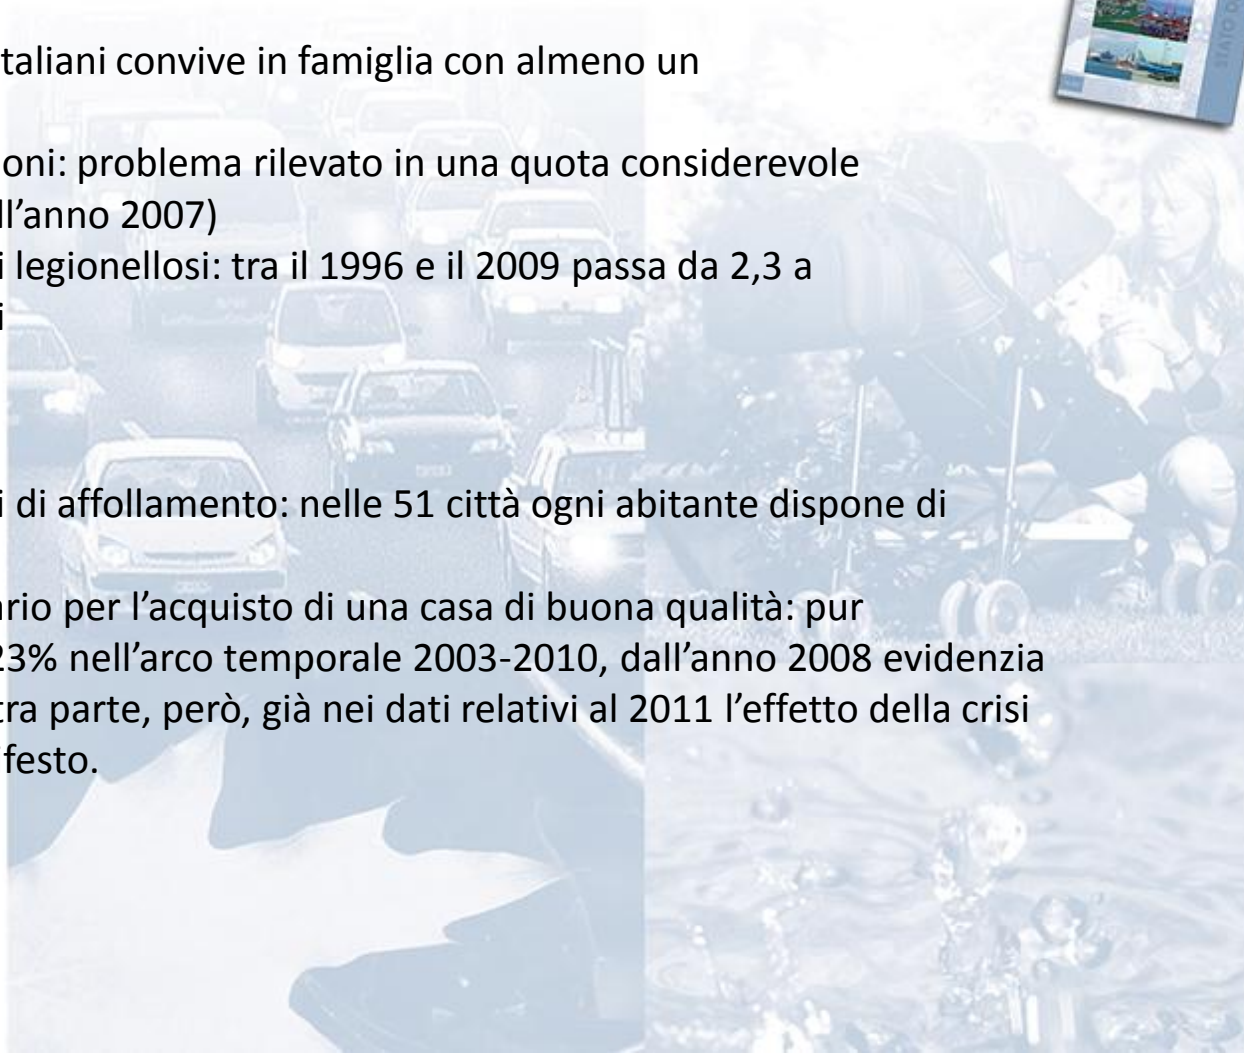 taliani convive in famiglia con almeno un
oni: problema rilevato in una quota considerevole
ll’anno 2007)
i legionellosi: tra il 1996 e il 2009 passa da 2,3 a
i
i di affollamento: nelle 51 città ogni abitante dispone di
ario per l’acquisto di una casa di buona qualità: pur
23% nell’arco temporale 2003-2010, dall’anno 2008 evidenzia
tra parte, però, già nei dati relativi al 2011 l’effetto della crisi
festo.